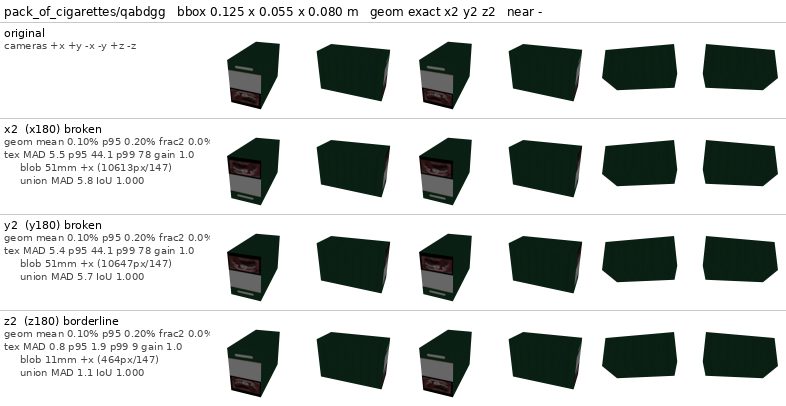 pack_of_cigarettes/qabdgg   bbox 0.125 x 0.055 x 0.080 m   geom exact x2 y2 z2   near -
original
cameras +x +y -x -y +z -z
x2  (x180) broken
geom mean 0.10% p95 0.20% frac2 0.0%
tex MAD 5.5 p95 44.1 p99 78 gain 1.0
blob 51mm +x (10613px/147)
union MAD 5.8 IoU 1.000
y2  (y180) broken
geom mean 0.10% p95 0.20% frac2 0.0%
tex MAD 5.4 p95 44.1 p99 78 gain 1.0
blob 51mm +x (10647px/147)
union MAD 5.7 IoU 1.000
z2  (z180) borderline
geom mean 0.10% p95 0.20% frac2 0.0%
tex MAD 0.8 p95 1.9 p99 9 gain 1.0
blob 11mm +x (464px/147)
union MAD 1.1 IoU 1.000